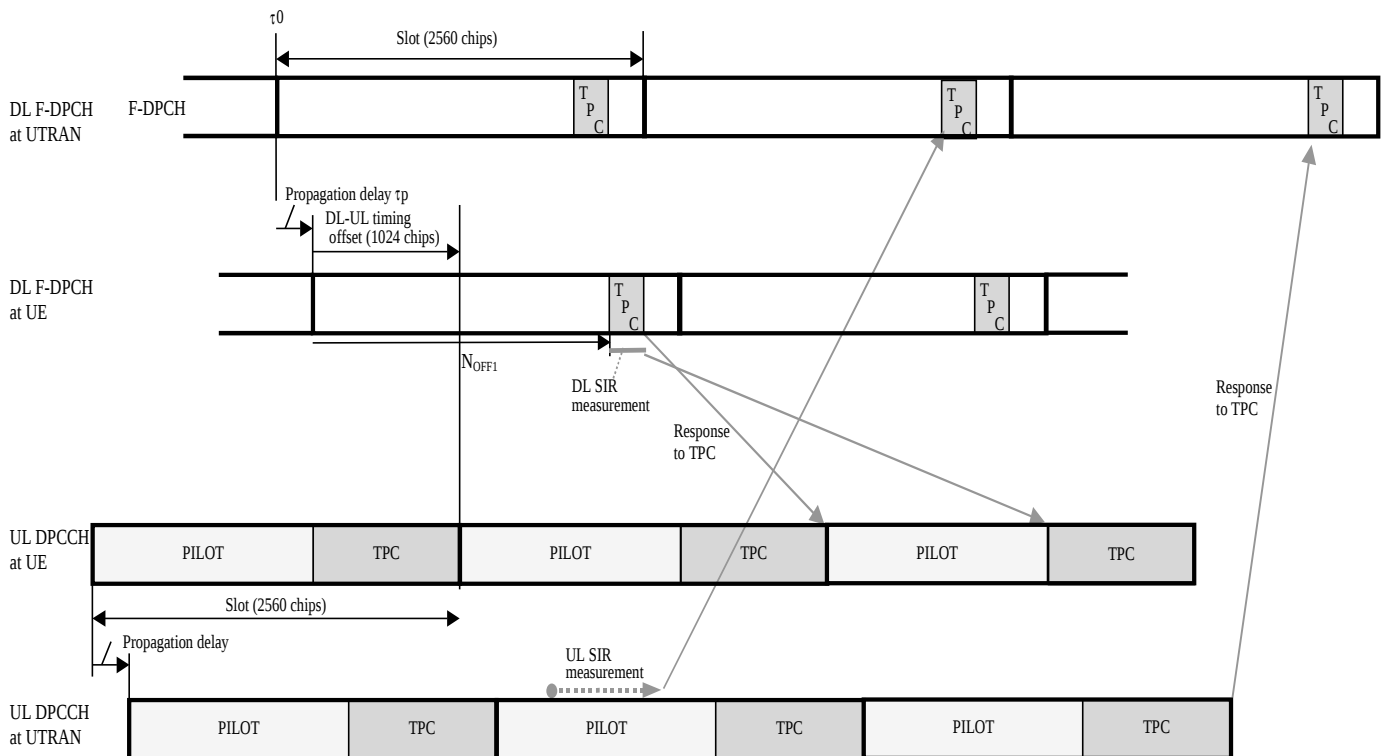 τ0
Slot (2560 chips)
DL F-DPCH
at UTRAN
F-DPCH
T
P
C
T
P
C
T
P
C
Propagation delay τp
DL-UL timing
offset (1024 chips)
DL F-DPCH
at UE
T
P
C
T
P
C
NOFF1
DL SIR
measurement
Response
to TPC
Response
to TPC
UL DPCCH
at UE
PILOT
TPC
PILOT
TPC
PILOT
TPC
Slot (2560 chips)
Propagation delay
UL SIR
measurement
UL DPCCH
at UTRAN
PILOT
TPC
PILOT
TPC
PILOT
TPC